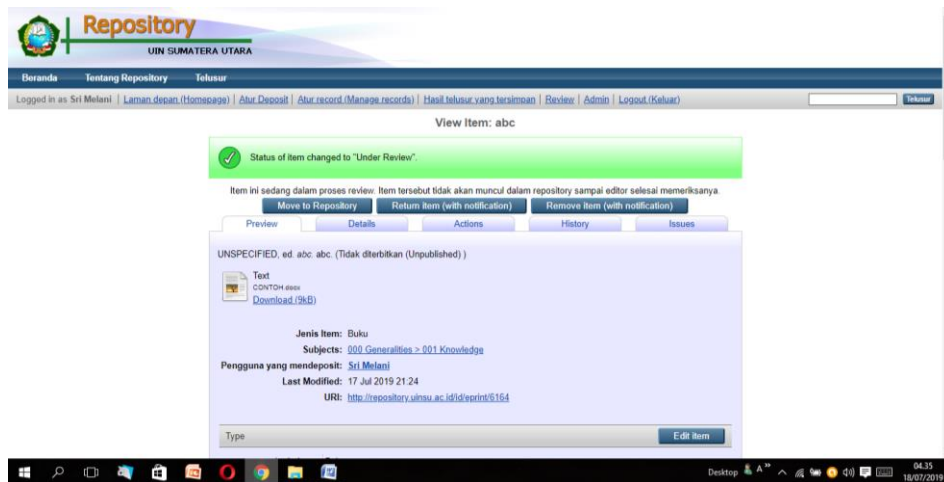 Repository
UIN SUMATERA UTARA
Beranda Tentang Repository Telusur
Logged in as Sri Melani | Laman depan (Homepage) | Atur Deposit | Atur record (Manage records) | Hasil telusur yang tersimpan | Review | Admin | Logout (Keluar) Telusur
View Item: abc
Status of item changed to "Under Review".
Item ini sedang dalam proses review. Item tersebut tidak akan muncul dalam repository sampai editor selesai memeriksanya.
Move to Repository Return item (with notification) Remove item (with notification)
Preview Details Actions History Issues
UNSPECIFIED, ed. abc. abc. (Tidak diterbitkan (Unpublished) )
Text
CONTOH.docx
Download (9kB)
Jenis Item: Buku
Subjects: 000 Generalities > 001 Knowledge
Pengguna yang mendeposit: Sri Melani
Last Modified: 17 Jul 2019 21:24
URI: http://repository.uinsu.ac.id/id/eprint/6164
Type Edit item
Desktop 04.35
18/07/2019